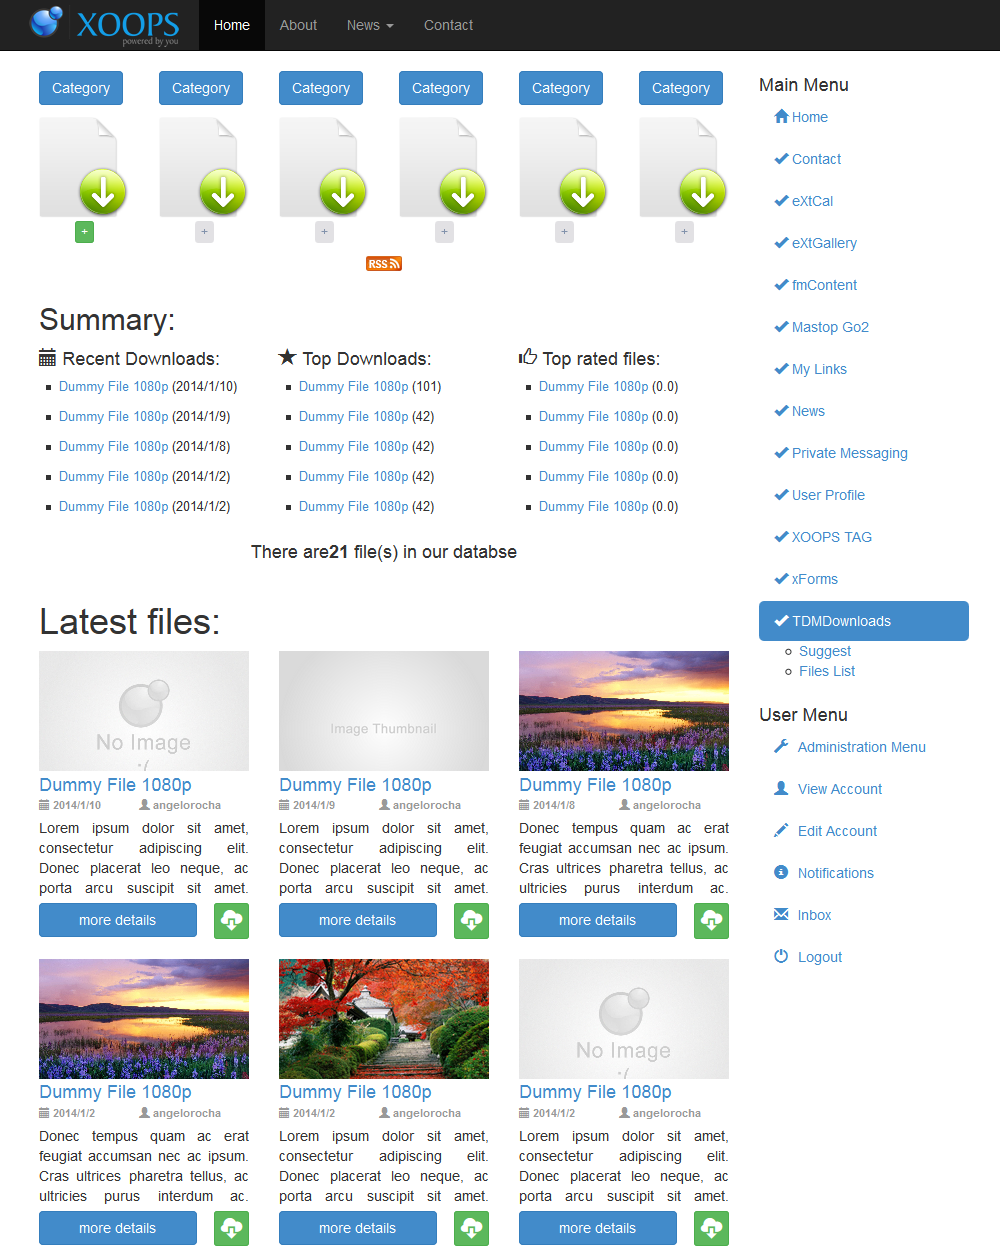 XOOPS
powered by you
Home About News Contact
Category Category Category Category Category Category
+ + + + + +
RSS
Summary:
Recent Downloads:
Dummy File 1080p (2014/1/10)
Dummy File 1080p (2014/1/9)
Dummy File 1080p (2014/1/8)
Dummy File 1080p (2014/1/2)
Dummy File 1080p (2014/1/2)
Top Downloads:
Dummy File 1080p (101)
Dummy File 1080p (42)
Dummy File 1080p (42)
Dummy File 1080p (42)
Dummy File 1080p (42)
Top rated files:
Dummy File 1080p (0.0)
Dummy File 1080p (0.0)
Dummy File 1080p (0.0)
Dummy File 1080p (0.0)
Dummy File 1080p (0.0)
There are21 file(s) in our databse
Latest files:
No Image
:(
Dummy File 1080p
2014/1/10 angelorocha
Lorem ipsum dolor sit amet,
consectetur adipiscing elit.
Donec placerat leo neque, ac
porta arcu suscipit sit amet.
more details
Image Thumbnail
Dummy File 1080p
2014/1/9 angelorocha
Lorem ipsum dolor sit amet,
consectetur adipiscing elit.
Donec placerat leo neque, ac
porta arcu suscipit sit amet.
more details
Dummy File 1080p
2014/1/8 angelorocha
Donec tempus quam ac erat
feugiat accumsan nec ac ipsum.
Cras ultrices pharetra tellus, ac
ultricies purus interdum ac.
more details
Dummy File 1080p
2014/1/2 angelorocha
Donec tempus quam ac erat
feugiat accumsan nec ac ipsum.
Cras ultrices pharetra tellus, ac
ultricies purus interdum ac.
more details
Dummy File 1080p
2014/1/2 angelorocha
Lorem ipsum dolor sit amet,
consectetur adipiscing elit.
Donec placerat leo neque, ac
porta arcu suscipit sit amet.
more details
No Image
:(
Dummy File 1080p
2014/1/2 angelorocha
Lorem ipsum dolor sit amet,
consectetur adipiscing elit.
Donec placerat leo neque, ac
porta arcu suscipit sit amet.
more details
Main Menu
Home
Contact
eXtCal
eXtGallery
fmContent
Mastop Go2
My Links
News
Private Messaging
User Profile
XOOPS TAG
xForms
TDMDownloads
Suggest
Files List
User Menu
Administration Menu
View Account
Edit Account
Notifications
Inbox
Logout